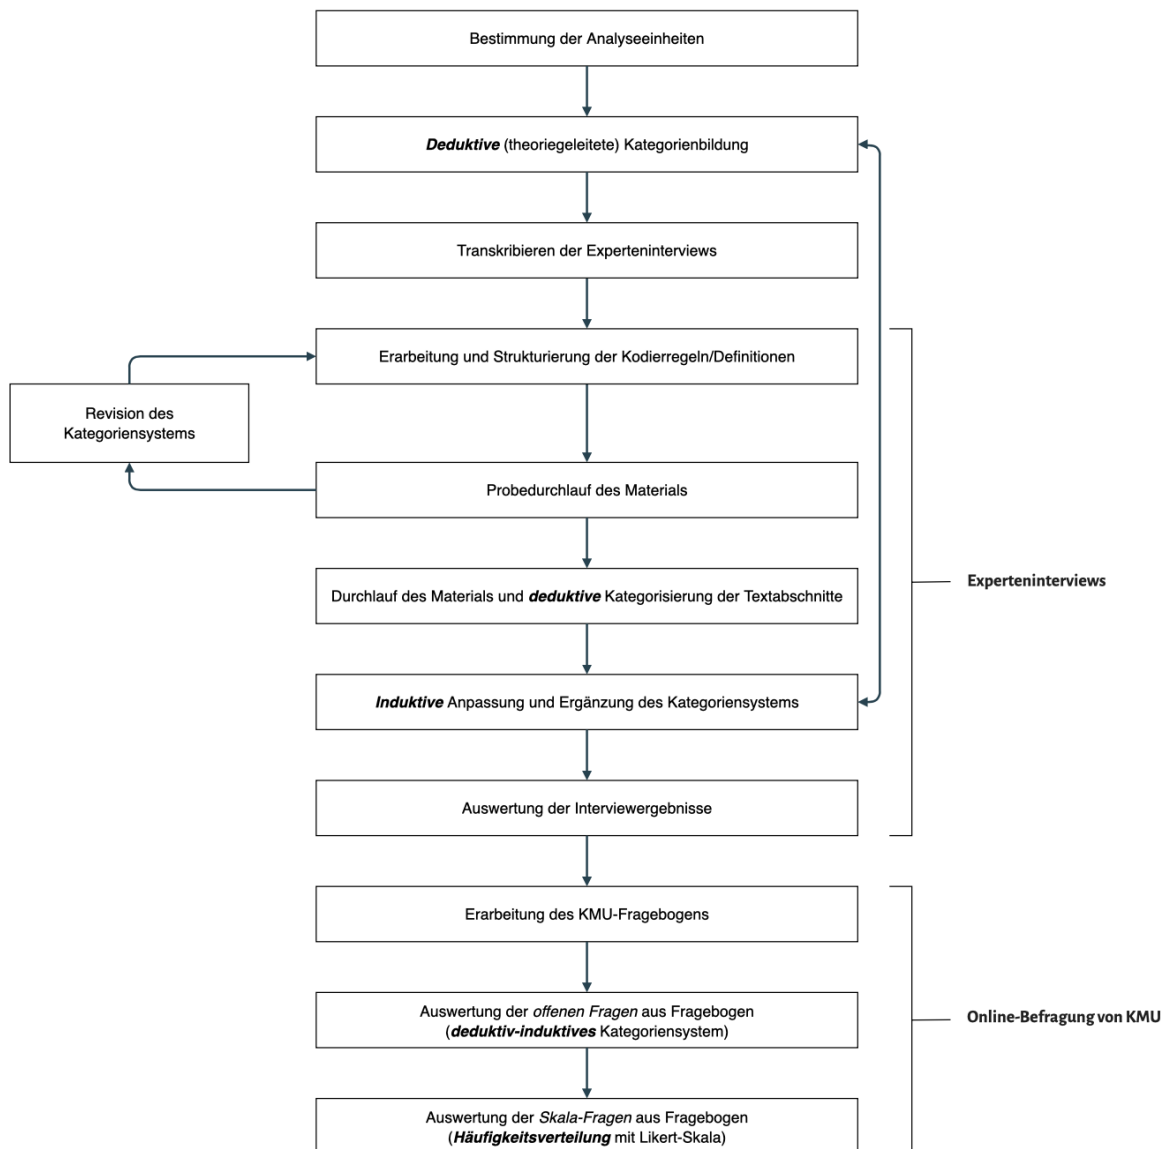 Bestimmung der Analyseeinheiten
Deduktive (theoriegeleitete) Kategorienbildung
Transkribieren der Experteninterviews
Erarbeitung und Strukturierung der Kodierregeln/Definitionen
Revision des
Kategoriensystems
Probedurchlauf des Materials
Durchlauf des Materials und deduktive Kategorisierung der Textabschnitte
Experteninterviews
Induktive Anpassung und Ergänzung des Kategoriensystems
Auswertung der Interviewergebnisse
Erarbeitung des KMU-Fragebogens
Auswertung der offenen Fragen aus Fragebogen
(deduktiv-induktives Kategoriensystem)
Online-Befragung von KMU
Auswertung der Skala-Fragen aus Fragebogen
(Häufigkeitsverteilung mit Likert-Skala)